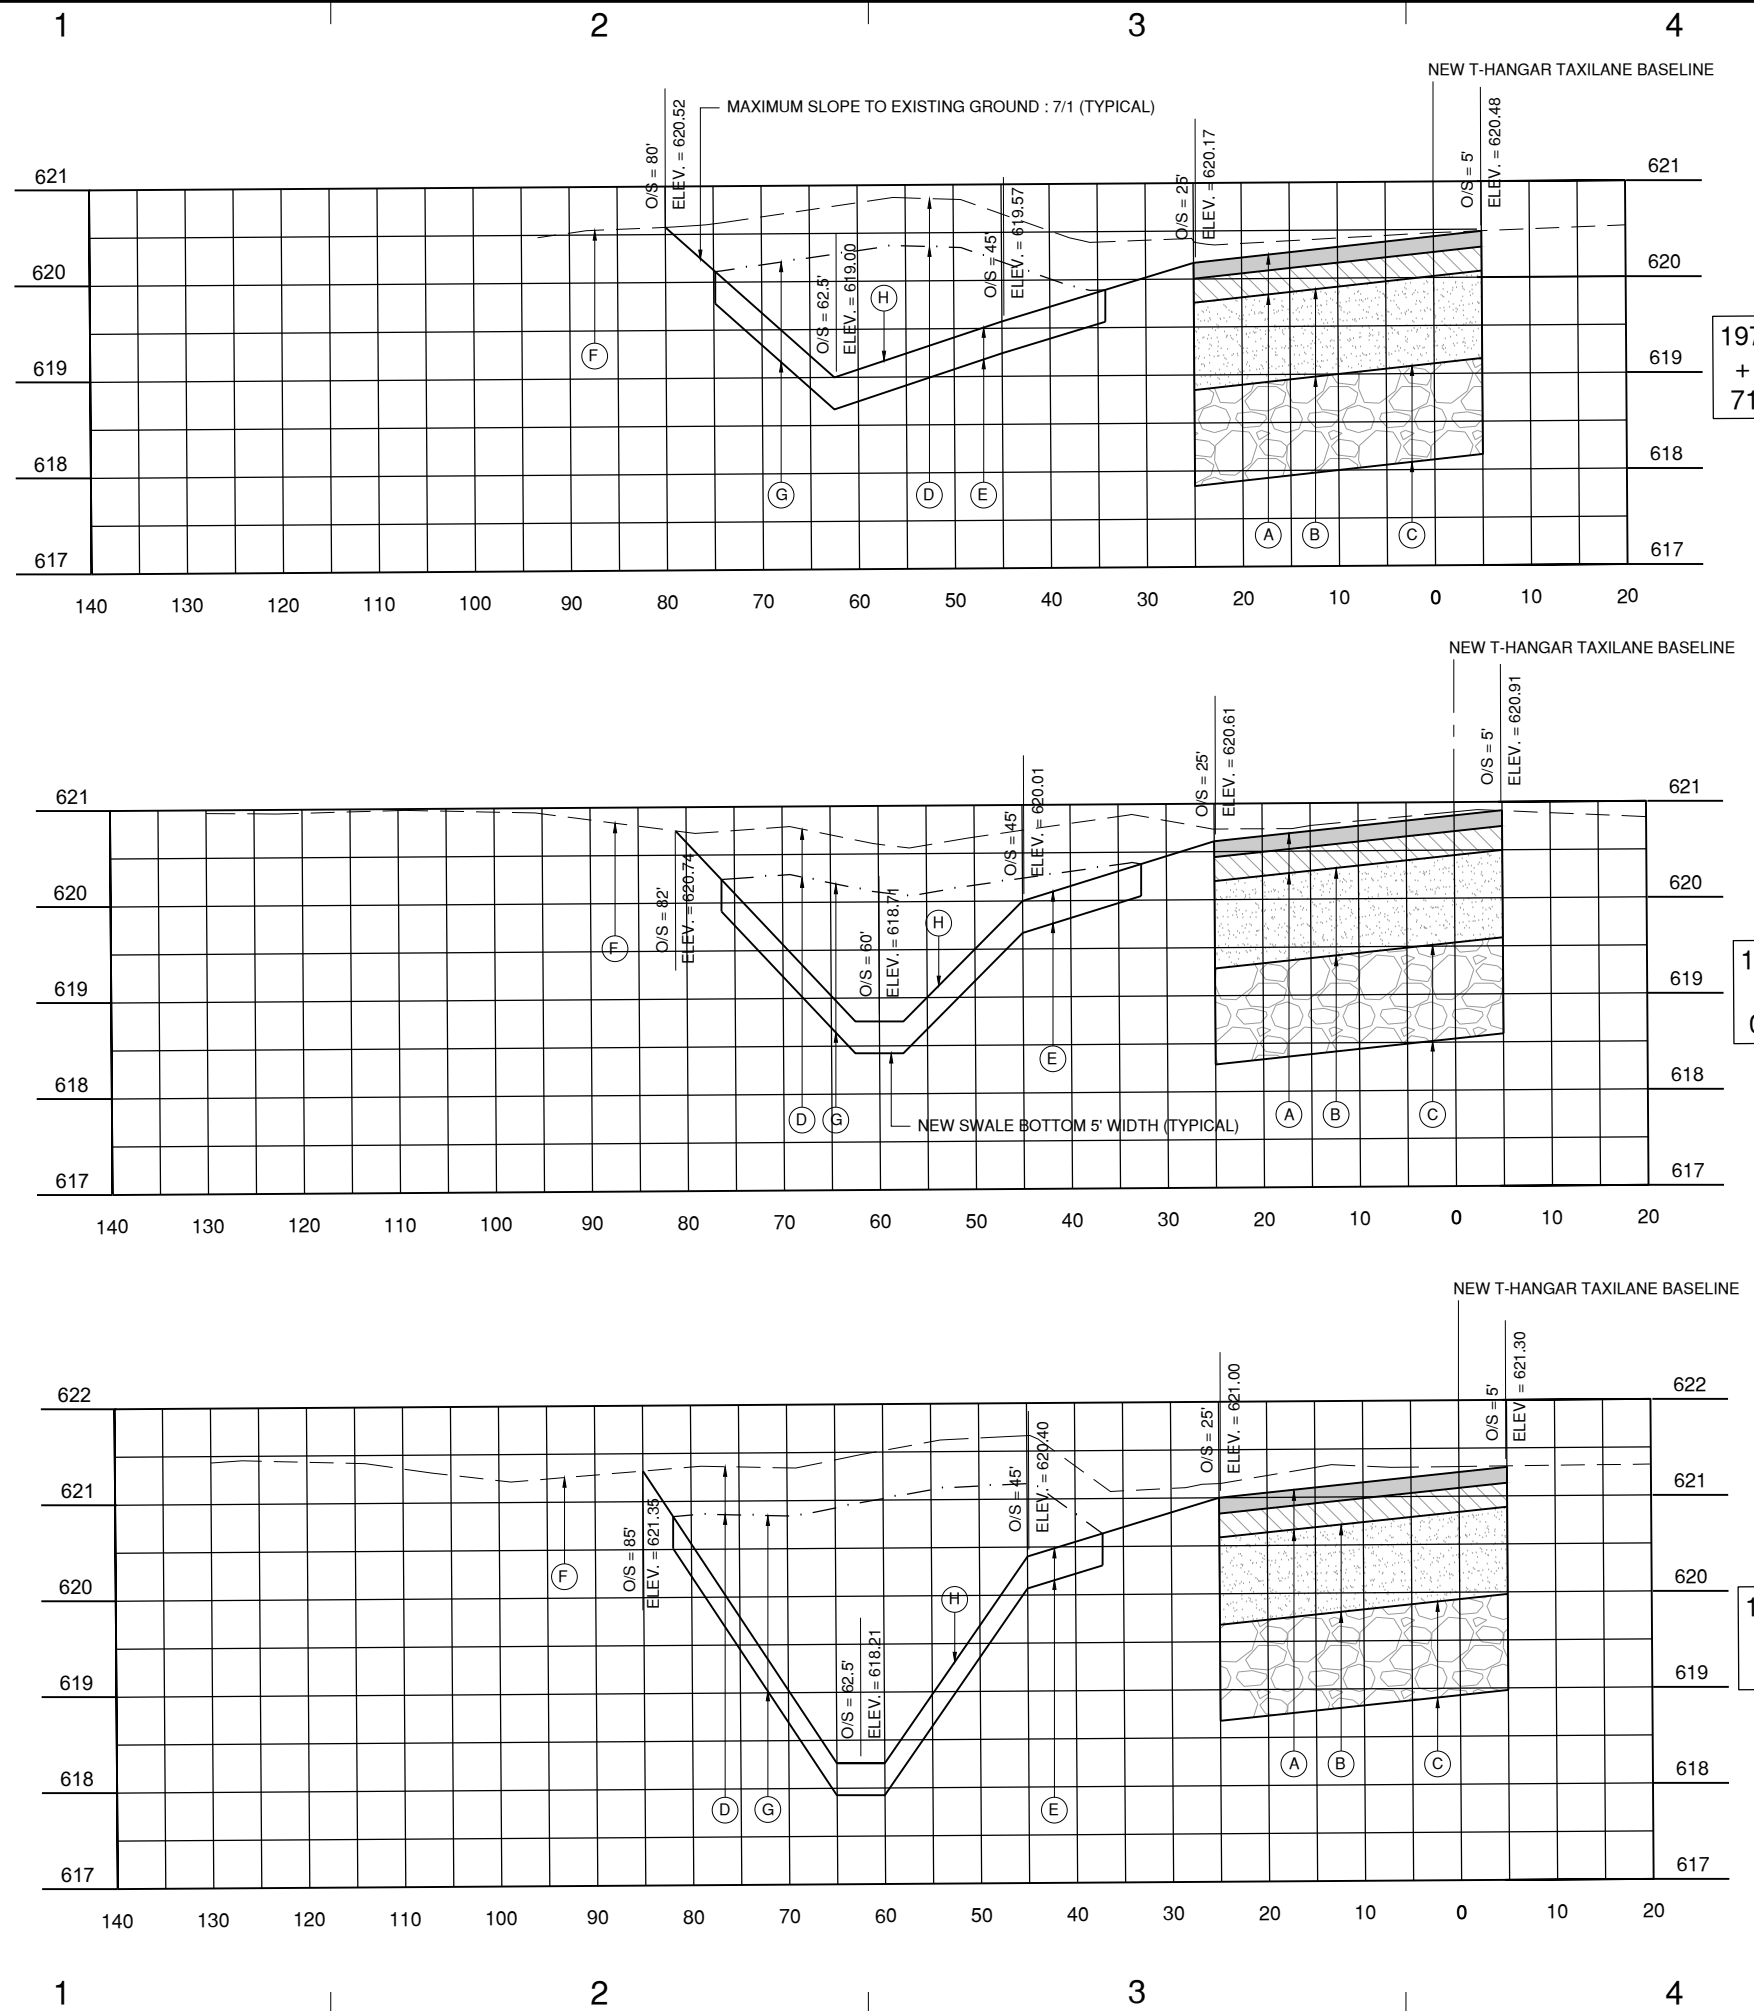 1 2 3 4
NEW T-HANGAR TAXILANE BASELINE
MAXIMUM SLOPE TO EXISTING GROUND : 7/1 (TYPICAL)
O/S = 80'
ELEV. = 620.52
O/S = 62.5'
ELEV. = 619.00
O/S = 45'
ELEV. = 619.57
O/S = 25'
ELEV. = 620.17
O/S = 5'
ELEV. = 620.48
621 621
620 620
619 619
618 618
617 617
F G H D E A B C
197
+
71
140 130 120 110 100 90 80 70 60 50 40 30 20 10 0 10 20
NEW T-HANGAR TAXILANE BASELINE
O/S = 82'
ELEV. = 620.74
O/S = 60'
ELEV. = 618.71
O/S = 45'
ELEV. = 620.01
O/S = 25'
ELEV. = 620.61
O/S = 5'
ELEV. = 620.91
621 621
620 620
619 619
618 618
617 617
F D G H E A B C
1
NEW SWALE BOTTOM 5' WIDTH (TYPICAL)
140 130 120 110 100 90 80 70 60 50 40 30 20 10 0 10 20
NEW T-HANGAR TAXILANE BASELINE
O/S = 85'
ELEV. = 621.35
O/S = 62.5'
ELEV. = 618.21
O/S = 45'
ELEV. = 620.40
O/S = 25'
ELEV. = 621.00
O/S = 5'
ELEV. = 621.30
622 622
621 621
620 620
619 619
618 618
617 617
F D G H E A B C
1
140 130 120 110 100 90 80 70 60 50 40 30 20 10 0 10 20
1 2 3 4